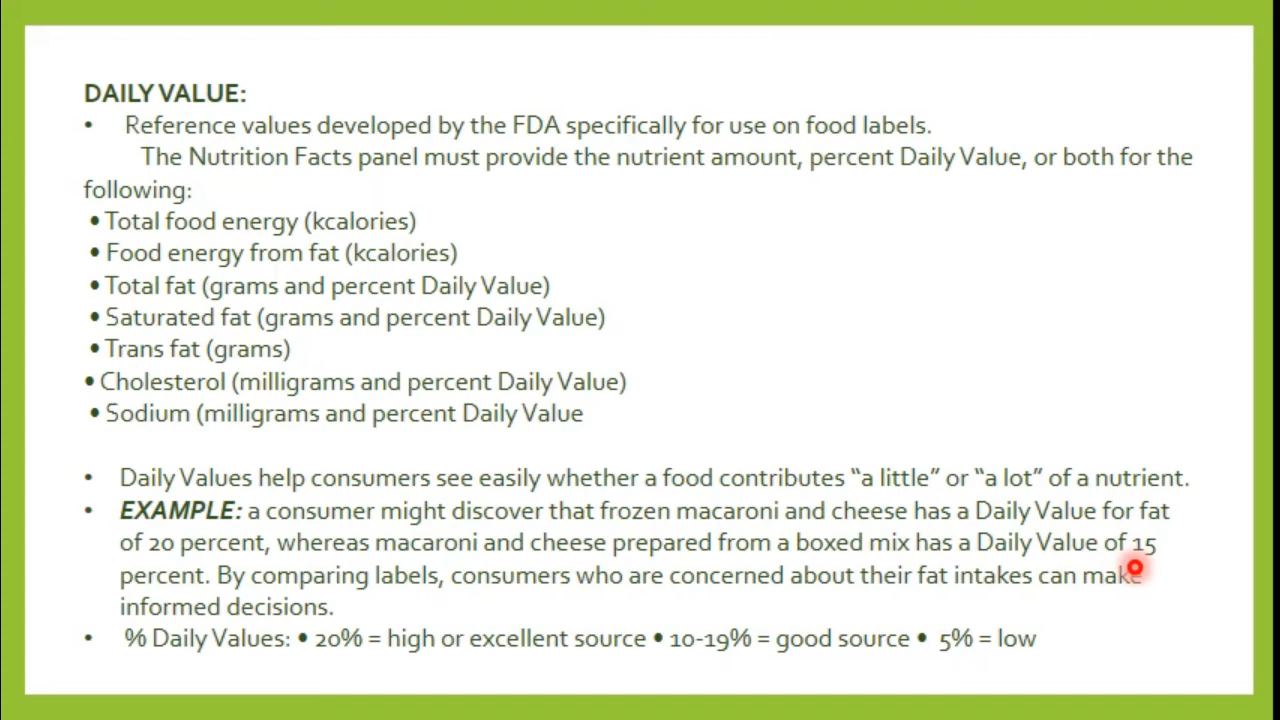 DAILY VALUE:
• Reference values developed by the FDA specifically for use on food labels.
The Nutrition Facts panel must provide the nutrient amount, percent Daily Value, or both for the
following:
• Total food energy (kcalories)
• Food energy from fat (kcalories)
• Total fat (grams and percent Daily Value)
• Saturated fat (grams and percent Daily Value)
• Trans fat (grams)
• Cholesterol (milligrams and percent Daily Value)
• Sodium (milligrams and percent Daily Value
• Daily Values help consumers see easily whether a food contributes “a little” or “a lot” of a nutrient.
• EXAMPLE: a consumer might discover that frozen macaroni and cheese has a Daily Value for fat
of 20 percent, whereas macaroni and cheese prepared from a boxed mix has a Daily Value of 15
percent. By comparing labels, consumers who are concerned about their fat intakes can make
informed decisions.
• % Daily Values: • 20% = high or excellent source • 10-19% = good source • 5% = low